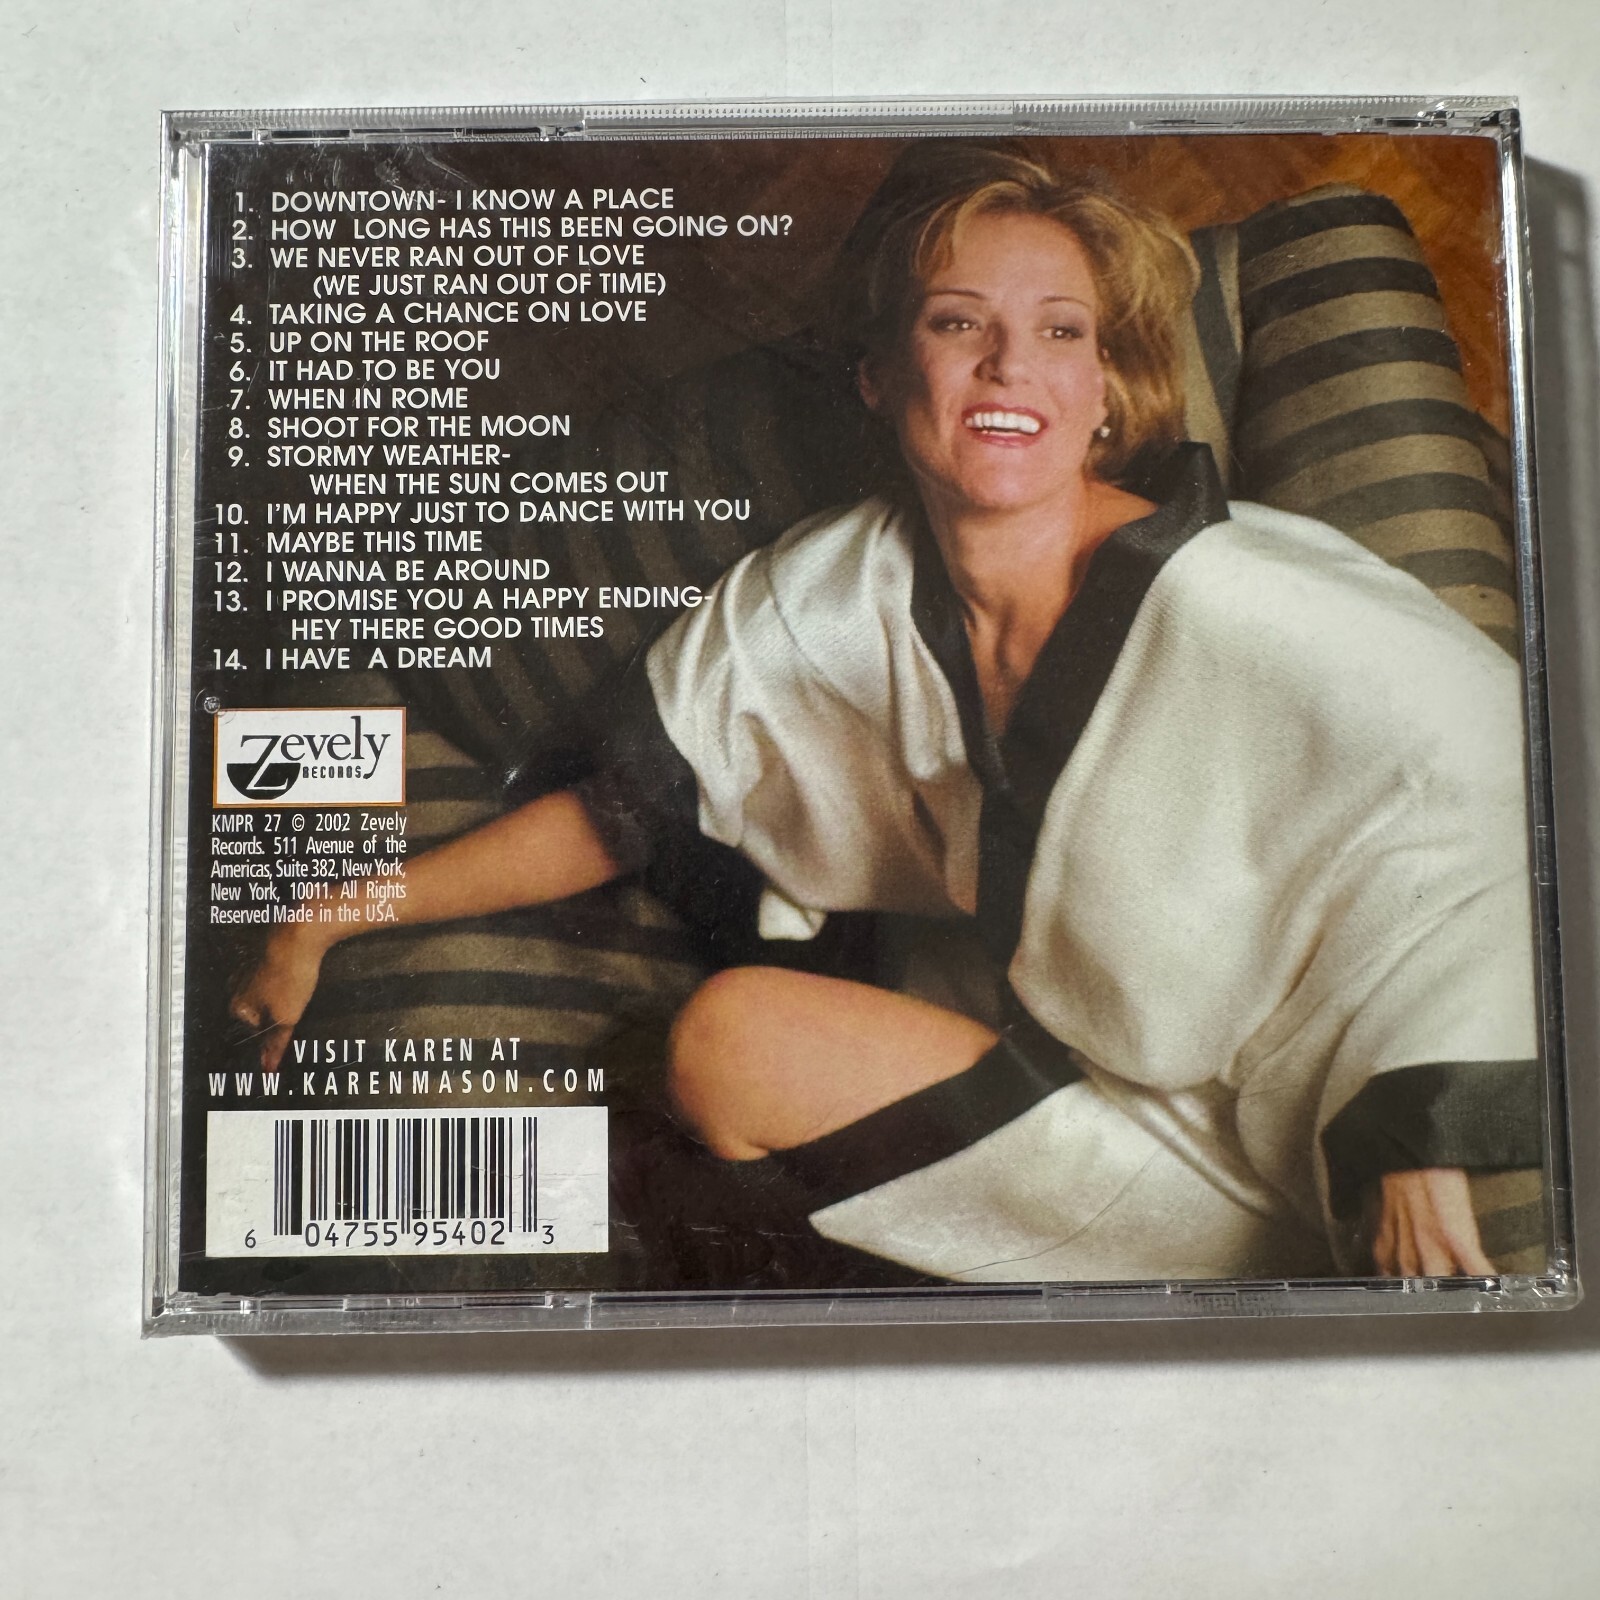 1. DOWNTOWN- I KNOW A PLACE
2. HOW LONG HAS THIS BEEN GOING ON?
3. WE NEVER RAN OUT OF LOVE
(WE JUST RAN OUT OF TIME)
4. TAKING A CHANCE ON LOVE
5. UP ON THE ROOF
6. IT HAD TO BE YOU
7. WHEN IN ROME
8. SHOOT FOR THE MOON
9. STORMY WEATHER-
WHEN THE SUN COMES OUT
10. I'M HAPPY JUST TO DANCE WITH YOU
11. MAYBE THIS TIME
12. I WANNA BE AROUND
13. I PROMISE YOU A HAPPY ENDING-
HEY THERE GOOD TIMES
14. I HAVE A DREAM
Zevely
RECORDS
KMPR 27 © 2002 Zevely
Records. 511 Avenue of the
Americas, Suite 382, New York,
New York, 10011. All Rights
Reserved Made in the USA.
VISIT KAREN AT
WWW.KARENMASON.COM
6 04755 95402 3